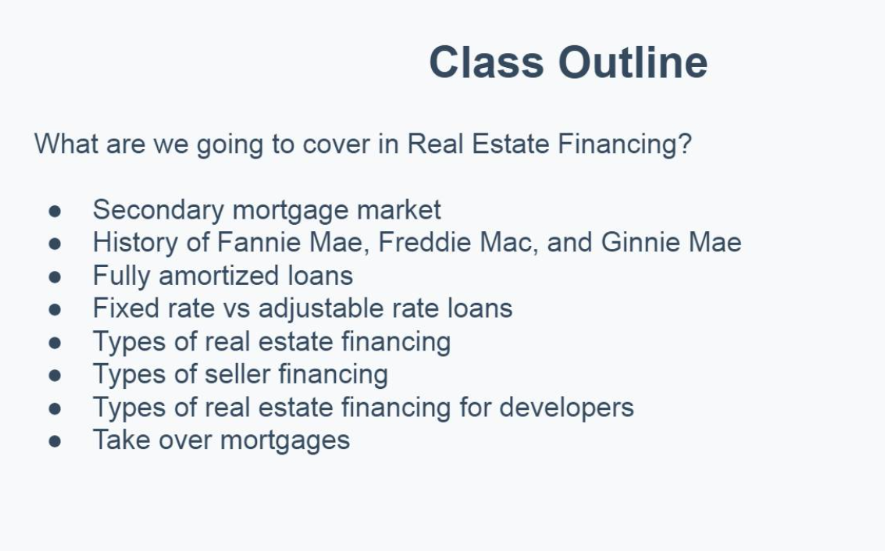 Class Outline
What are we going to cover in Real Estate Financing?
● Secondary mortgage market
● History of Fannie Mae, Freddie Mac, and Ginnie Mae
● Fully amortized loans
● Fixed rate vs adjustable rate loans
● Types of real estate financing
● Types of seller financing
● Types of real estate financing for developers
● Take over mortgages